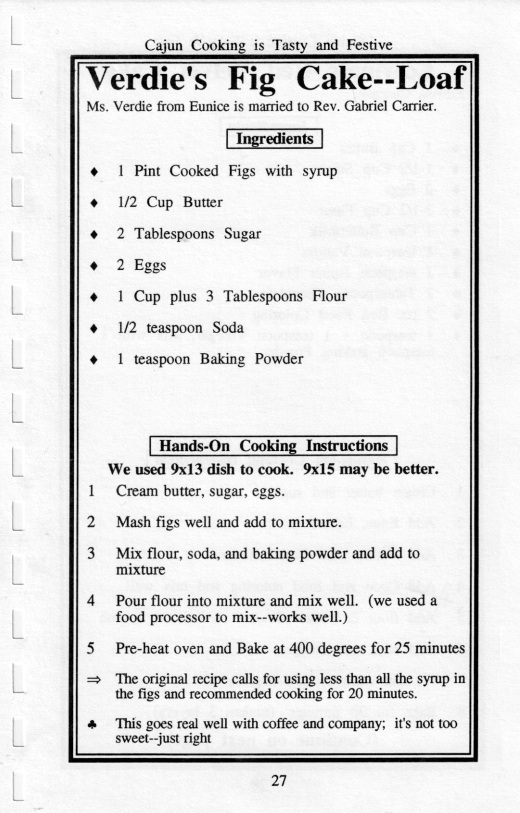 Cajun Cooking is Tasty and Festive
Verdie's Fig Cake--Loaf
Ms. Verdie from Eunice is married to Rev. Gabriel Carrier.
Ingredients
♦ 1 Pint Cooked Figs with syrup
♦ 1/2 Cup Butter
♦ 2 Tablespoons Sugar
♦ 2 Eggs
♦ 1 Cup plus 3 Tablespoons Flour
♦ 1/2 teaspoon Soda
♦ 1 teaspoon Baking Powder
Hands-On Cooking Instructions
We used 9x13 dish to cook. 9x15 may be better.
1 Cream butter, sugar, eggs.
2 Mash figs well and add to mixture.
3 Mix flour, soda, and baking powder and add to
mixture
4 Pour flour into mixture and mix well. (we used a
food processor to mix--works well.)
5 Pre-heat oven and Bake at 400 degrees for 25 minutes
⇒ The original recipe calls for using less than all the syrup in
the figs and recommended cooking for 20 minutes.
♣ This goes real well with coffee and company; it's not too
sweet--just right
27